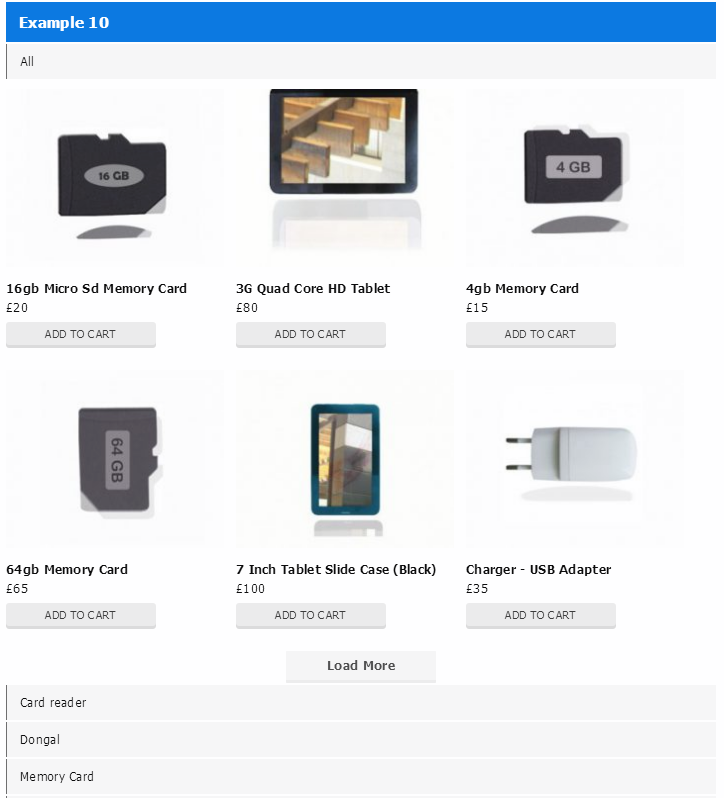 Example 10
All
16 GB
4 GB
16gb Micro Sd Memory Card
3G Quad Core HD Tablet
4gb Memory Card
£20
£80
£15
ADD TO CART
ADD TO CART
ADD TO CART
64 GB
64gb Memory Card
7 Inch Tablet Slide Case (Black)
Charger - USB Adapter
£65
£100
£35
ADD TO CART
ADD TO CART
ADD TO CART
Load More
Card reader
Dongal
Memory Card